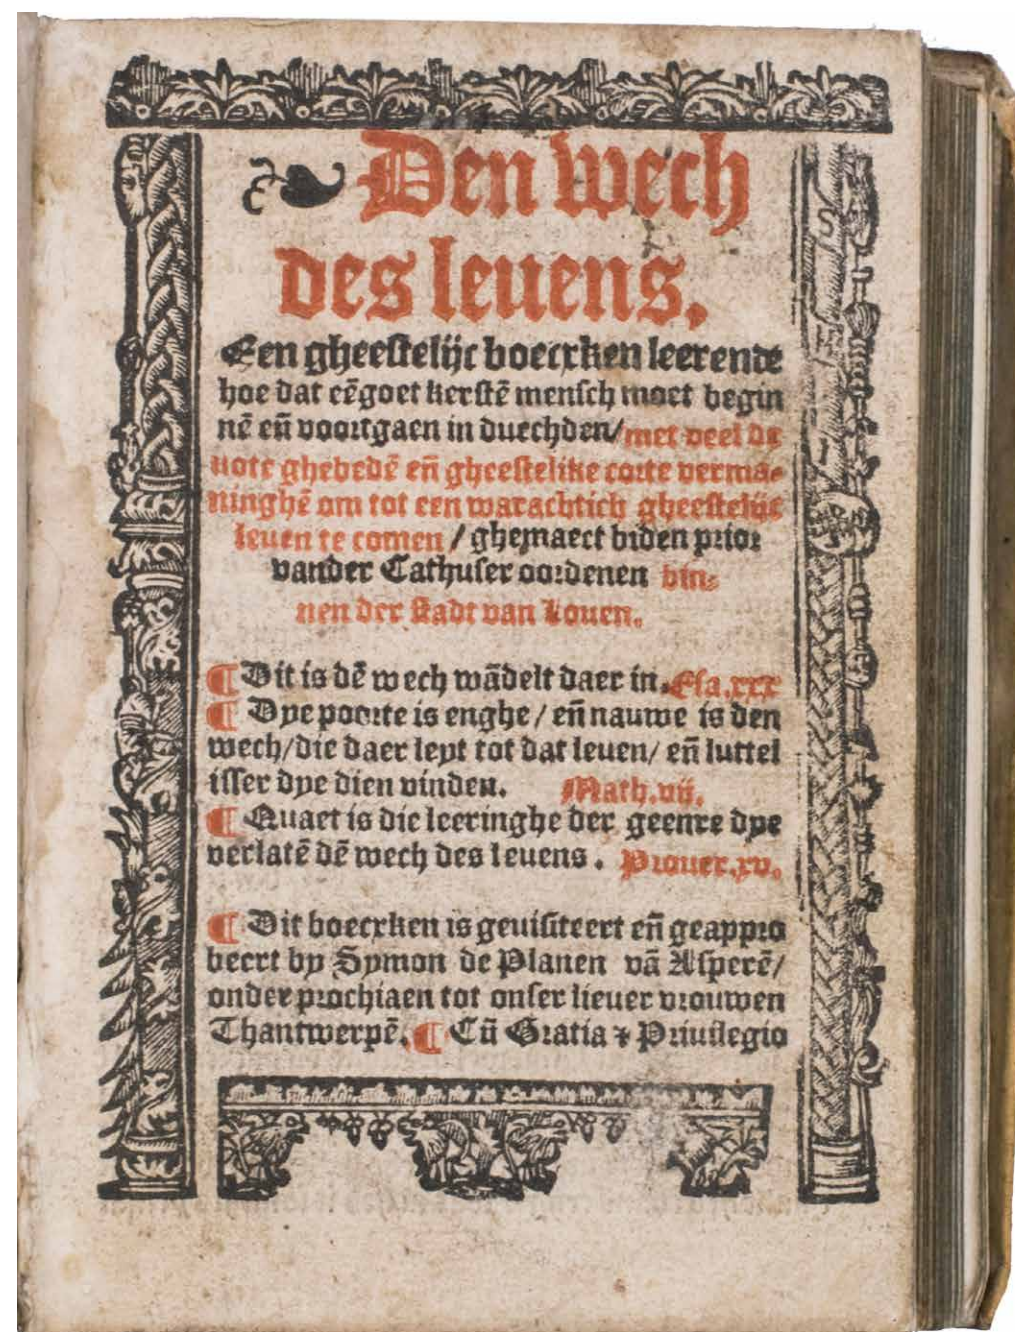 ❧ Den wech
des leuens.
Een gheestelijc boecxken leerende
hoe dat eē goet kerstē mensch moet begin
nē eñ voortgaen in duechden/ met veel de
uote ghebedē eñ gheestelike corte verma-
ninghē om tot een warachtich gheestelijc
leuen te comen / ghemaect biden prior
vander Cathuser oordenen bin-
nen der stadt van Louen.
¶ Dit is dē wech wādelt daer in. Esa.xxx
¶ Dye poorte is enghe / eñ nauwe is den
wech/die daer leyt tot dat leuen/ eñ luttel
isser dye dien vinden. Math.vij.
¶ Quaet is die leeringhe der geenre dye
verlatē dē wech des leuens. Prouer.xv.
¶ Dit boecxken is geuisiteert eñ geappro
beert by Symon de Planen vā Asperē/
onder prochiaen tot onser lieuer vrouwen
Thantwerpē. ¶ Cū Gratia ⁊ Priuilegio